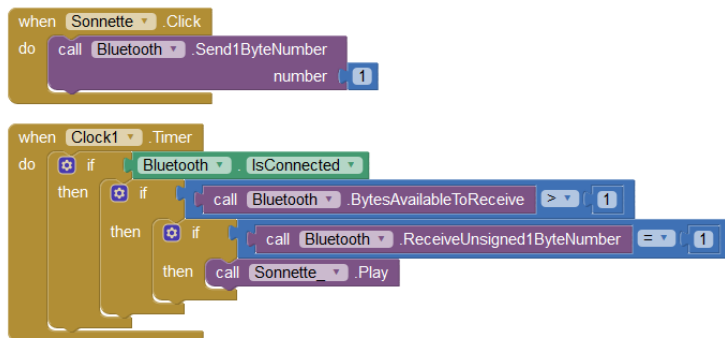 when Sonnette .Click
do call Bluetooth .Send1ByteNumber
number 1
when Clock1 .Timer
do if Bluetooth . IsConnected
then if call Bluetooth .BytesAvailableToReceive > 1
then if call Bluetooth .ReceiveUnsigned1ByteNumber = 1
then call Sonnette_ .Play